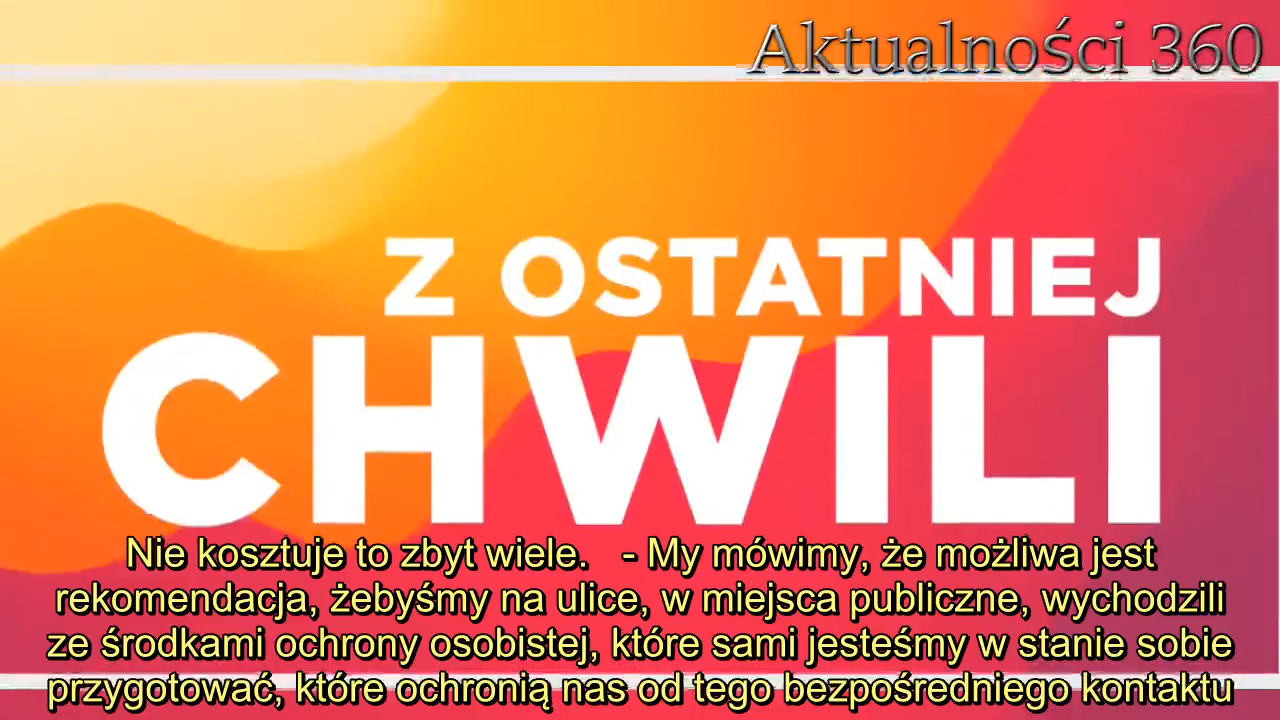 Aktualności 360
Z OSTATNIEJ
CHWILI
Nie kosztuje to zbyt wiele. - My mówimy, że możliwa jest
rekomendacja, żebyśmy na ulice, w miejsca publiczne, wychodzili
ze środkami ochrony osobistej, które sami jesteśmy w stanie sobie
przygotować, które ochronią nas od tego bezpośredniego kontaktu